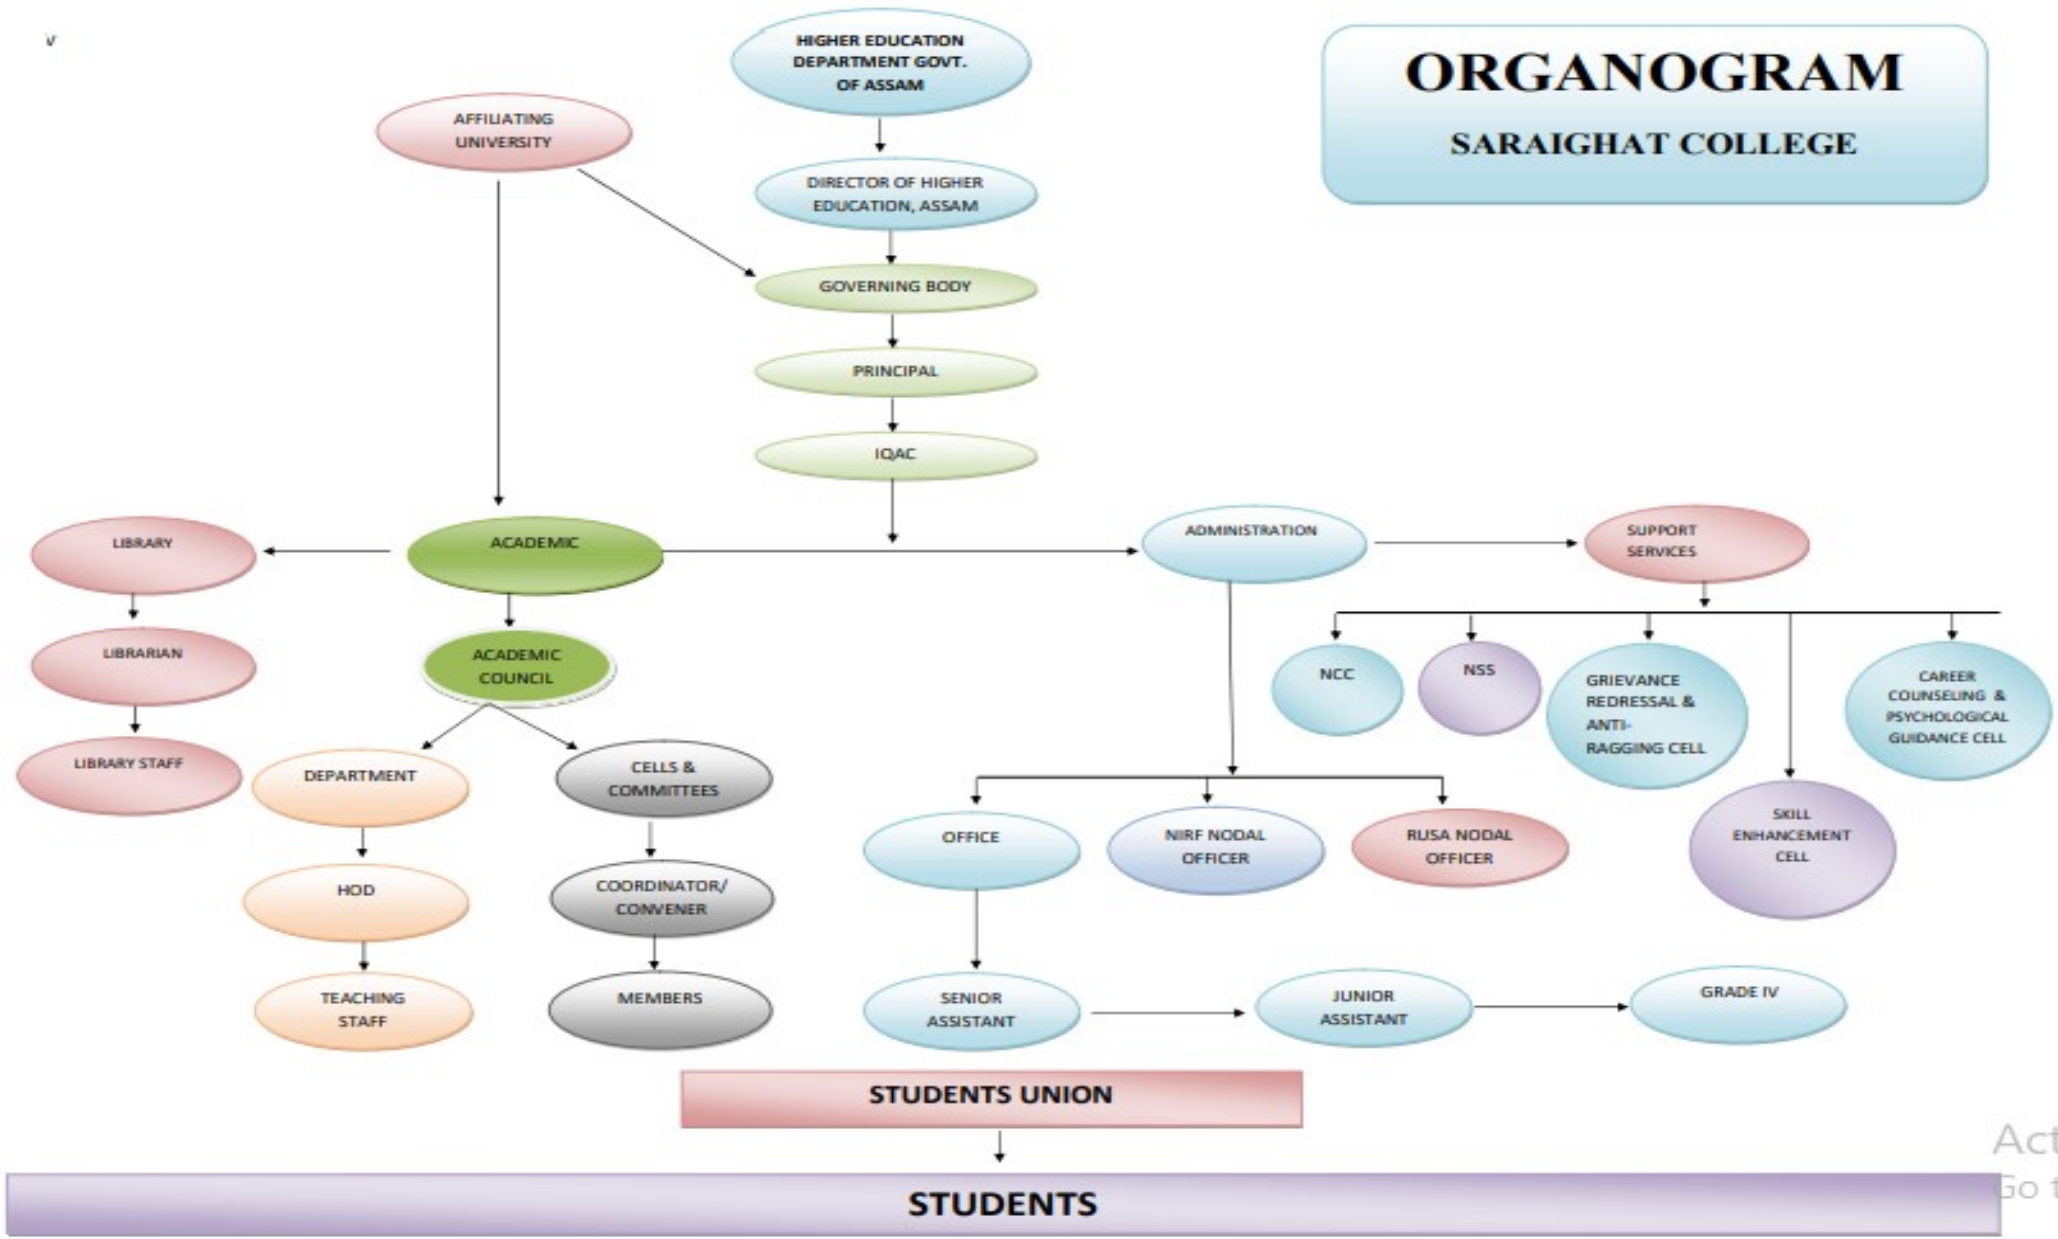 v
HIGHER EDUCATION
DEPARTMENT GOVT.
OF ASSAM
ORGANOGRAM
SARAIGHAT COLLEGE
AFFILIATING
UNIVERSITY
DIRECTOR OF HIGHER
EDUCATION, ASSAM
GOVERNING BODY
PRINCIPAL
IQAC
LIBRARY
ACADEMIC
ADMINISTRATION
SUPPORT
SERVICES
LIBRARIAN
ACADEMIC
COUNCIL
NCC
NSS
GRIEVANCE
REDRESSAL &
ANTI-
RAGGING CELL
CAREER
COUNSELING &
PSYCHOLOGICAL
GUIDANCE CELL
LIBRARY STAFF
DEPARTMENT
CELLS &
COMMITTEES
OFFICE
NIRF NODAL
OFFICER
RUSA NODAL
OFFICER
SKILL
ENHANCEMENT
CELL
HOD
COORDINATOR/
CONVENER
TEACHING
STAFF
MEMBERS
SENIOR
ASSISTANT
JUNIOR
ASSISTANT
GRADE IV
STUDENTS UNION
STUDENTS
Act
Go t